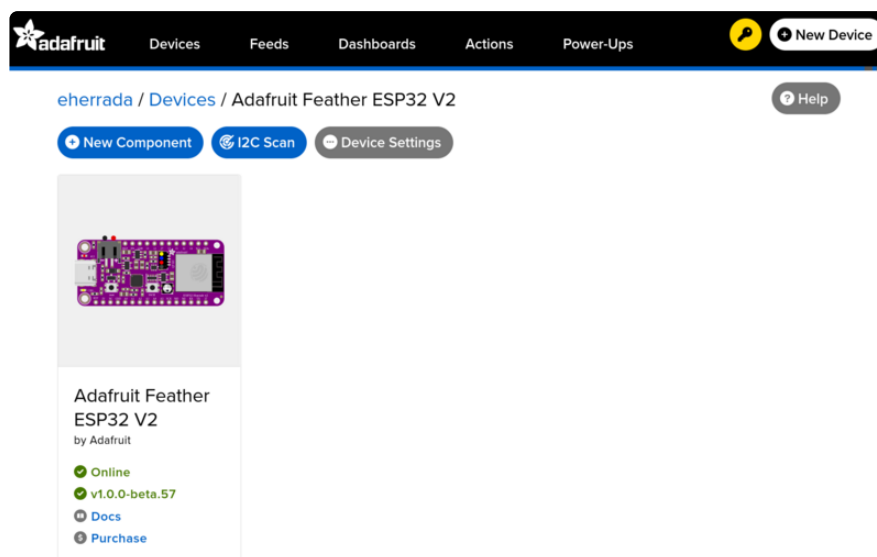 adafruit Devices Feeds Dashboards Actions Power-Ups New Device
eherrada / Devices / Adafruit Feather ESP32 V2 Help
New Component I2C Scan Device Settings
Adafruit Feather
ESP32 V2
by Adafruit
Online
v1.0.0-beta.57
Docs
Purchase